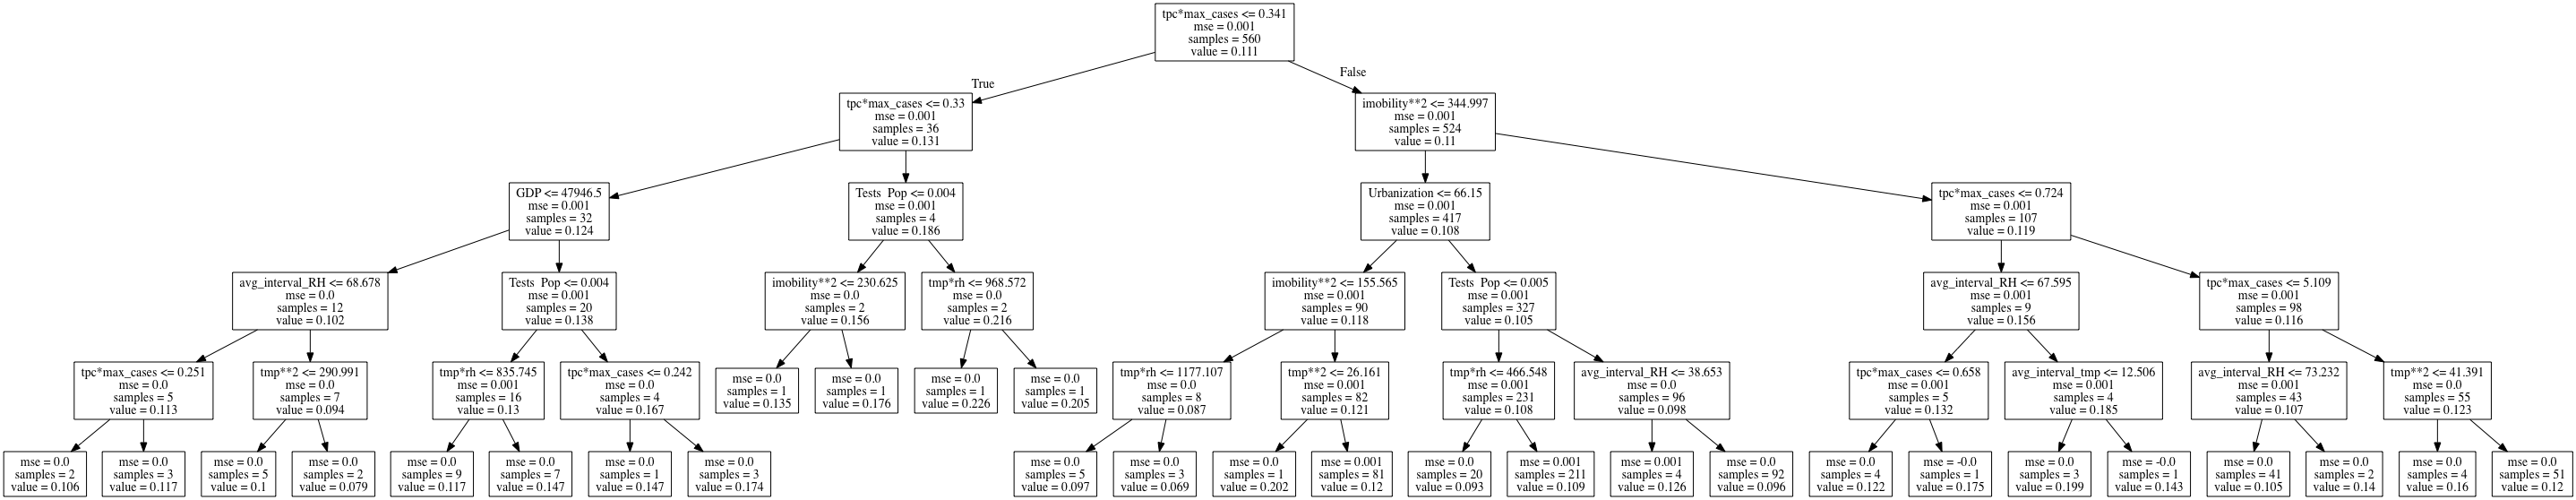 tpc*max_cases <= 0.341
mse = 0.001
samples = 560
value = 0.111
True
False
tpc*max_cases <= 0.33
mse = 0.001
samples = 36
value = 0.131
imobility**2 <= 344.997
mse = 0.001
samples = 524
value = 0.11
GDP <= 47946.5
mse = 0.001
samples = 32
value = 0.124
Tests  Pop <= 0.004
mse = 0.001
samples = 4
value = 0.186
Urbanization <= 66.15
mse = 0.001
samples = 417
value = 0.108
tpc*max_cases <= 0.724
mse = 0.001
samples = 107
value = 0.119
avg_interval_RH <= 68.678
mse = 0.0
samples = 12
value = 0.102
Tests  Pop <= 0.004
mse = 0.001
samples = 20
value = 0.138
imobility**2 <= 230.625
mse = 0.0
samples = 2
value = 0.156
tmp*rh <= 968.572
mse = 0.0
samples = 2
value = 0.216
imobility**2 <= 155.565
mse = 0.001
samples = 90
value = 0.118
Tests  Pop <= 0.005
mse = 0.001
samples = 327
value = 0.105
avg_interval_RH <= 67.595
mse = 0.001
samples = 9
value = 0.156
tpc*max_cases <= 5.109
mse = 0.001
samples = 98
value = 0.116
tpc*max_cases <= 0.251
mse = 0.0
samples = 5
value = 0.113
tmp**2 <= 290.991
mse = 0.0
samples = 7
value = 0.094
tmp*rh <= 835.745
mse = 0.001
samples = 16
value = 0.13
tpc*max_cases <= 0.242
mse = 0.0
samples = 4
value = 0.167
mse = 0.0
samples = 1
value = 0.135
mse = 0.0
samples = 1
value = 0.176
mse = 0.0
samples = 1
value = 0.226
mse = 0.0
samples = 1
value = 0.205
tmp*rh <= 1177.107
mse = 0.0
samples = 8
value = 0.087
tmp**2 <= 26.161
mse = 0.001
samples = 82
value = 0.121
tmp*rh <= 466.548
mse = 0.001
samples = 231
value = 0.108
avg_interval_RH <= 38.653
mse = 0.0
samples = 96
value = 0.098
tpc*max_cases <= 0.658
mse = 0.001
samples = 5
value = 0.132
avg_interval_tmp <= 12.506
mse = 0.001
samples = 4
value = 0.185
avg_interval_RH <= 73.232
mse = 0.001
samples = 43
value = 0.107
tmp**2 <= 41.391
mse = 0.0
samples = 55
value = 0.123
mse = 0.0
samples = 2
value = 0.106
mse = 0.0
samples = 3
value = 0.117
mse = 0.0
samples = 5
value = 0.1
mse = 0.0
samples = 2
value = 0.079
mse = 0.0
samples = 9
value = 0.117
mse = 0.0
samples = 7
value = 0.147
mse = 0.0
samples = 1
value = 0.147
mse = 0.0
samples = 3
value = 0.174
mse = 0.0
samples = 5
value = 0.097
mse = 0.0
samples = 3
value = 0.069
mse = 0.0
samples = 1
value = 0.202
mse = 0.001
samples = 81
value = 0.12
mse = 0.0
samples = 20
value = 0.093
mse = 0.001
samples = 211
value = 0.109
mse = 0.001
samples = 4
value = 0.126
mse = 0.0
samples = 92
value = 0.096
mse = 0.0
samples = 4
value = 0.122
mse = -0.0
samples = 1
value = 0.175
mse = 0.0
samples = 3
value = 0.199
mse = -0.0
samples = 1
value = 0.143
mse = 0.0
samples = 41
value = 0.105
mse = 0.0
samples = 2
value = 0.14
mse = 0.0
samples = 4
value = 0.16
mse = 0.0
samples = 51
value = 0.12